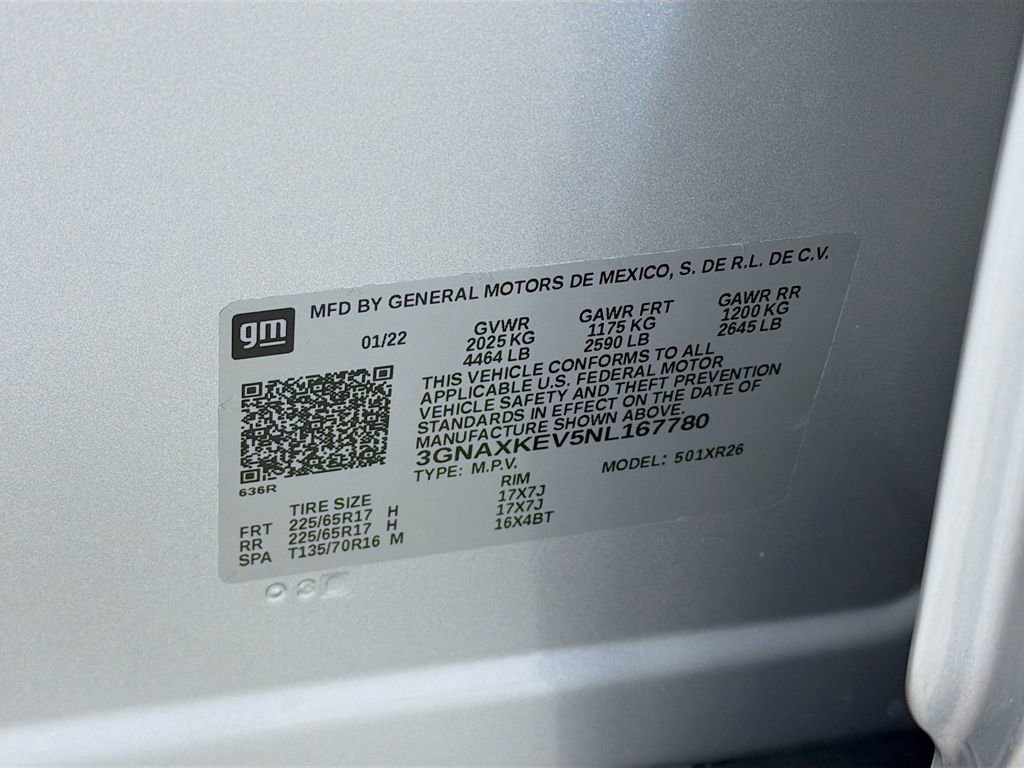 gm
MFD BY GENERAL MOTORS DE MEXICO, S. DE R.L. DE C.V.
01/22 GVWR GAWR FRT GAWR RR
2025 KG 1175 KG 1200 KG
4464 LB 2590 LB 2645 LB
THIS VEHICLE CONFORMS TO ALL
APPLICABLE U.S. FEDERAL MOTOR
VEHICLE SAFETY AND THEFT PREVENTION
STANDARDS IN EFFECT ON THE DATE OF
MANUFACTURE SHOWN ABOVE.
3GNAXKEV5NL167780
TYPE: M.P.V. MODEL: 501XR26
636R
TIRE SIZE RIM
FRT 225/65R17 H 17X7J
RR 225/65R17 H 17X7J
SPA T135/70R16 M 16X4BT